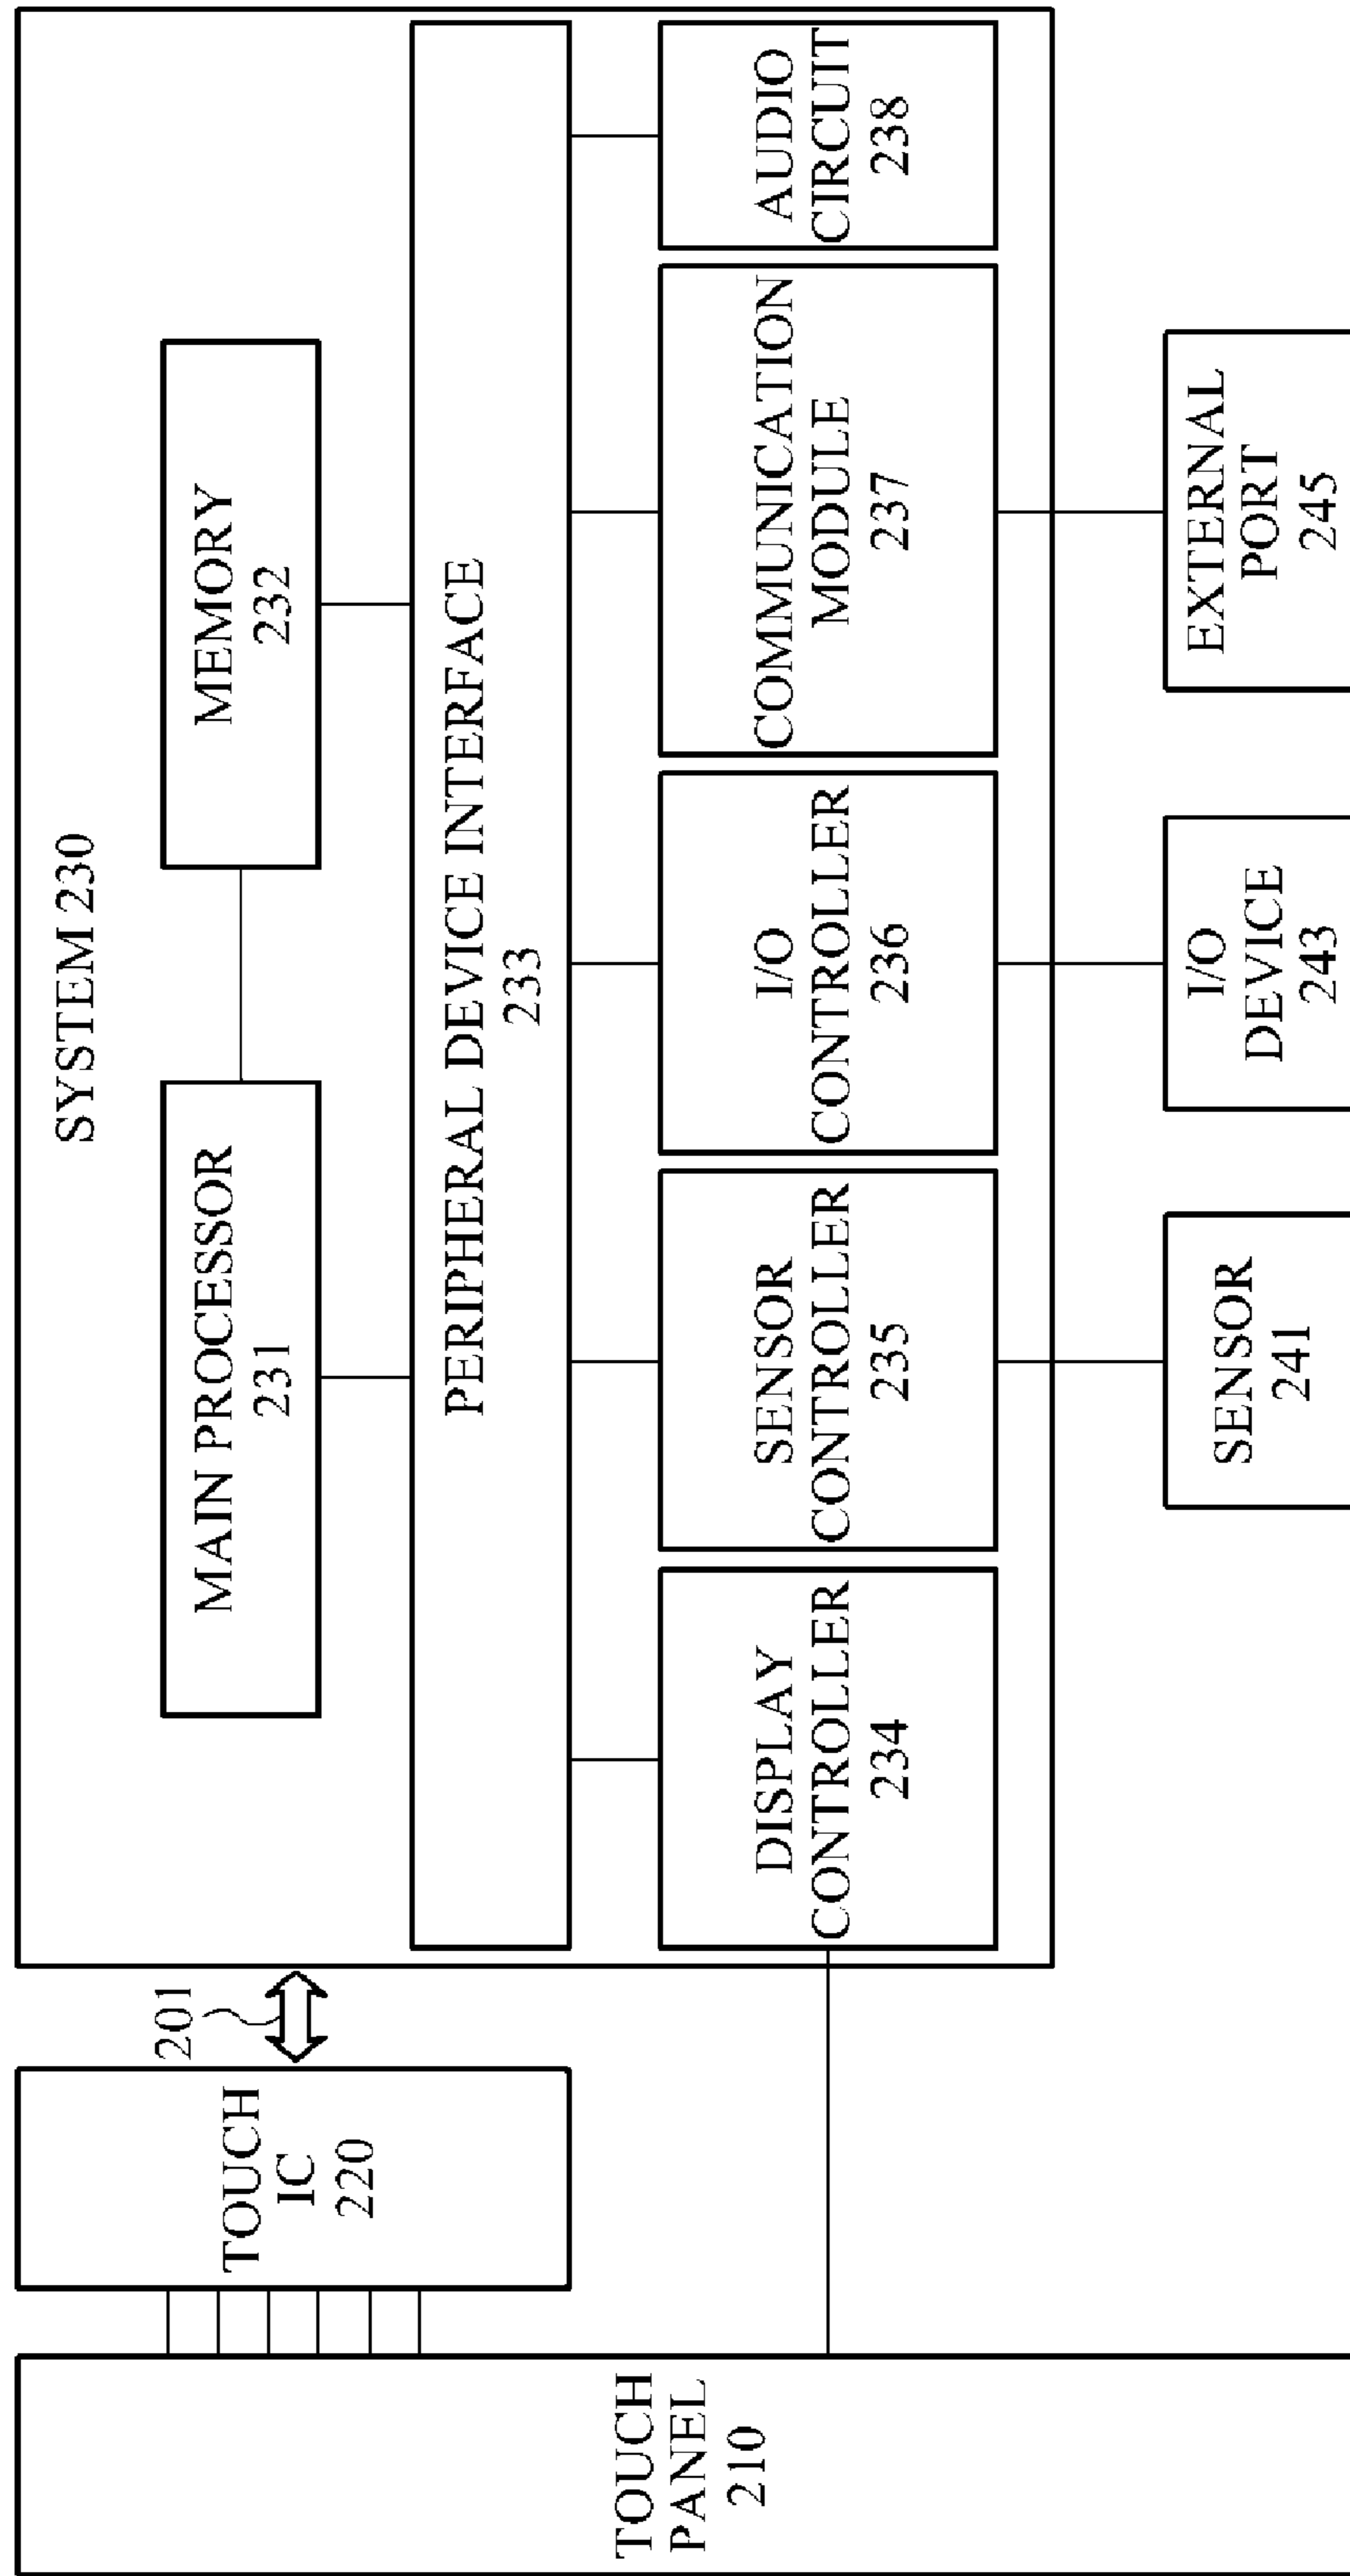 SYSTEM 230
201
TOUCH
IC
220
MAIN PROCESSOR
231
MEMORY
232
PERIPHERAL DEVICE INTERFACE
233
TOUCH
PANEL
210
DISPLAY
CONTROLLER
234
SENSOR
CONTROLLER
235
I/O
CONTROLLER
236
COMMUNICATION
MODULE
237
AUDIO
CIRCUIT
238
SENSOR
241
I/O
DEVICE
243
EXTERNAL
PORT
245